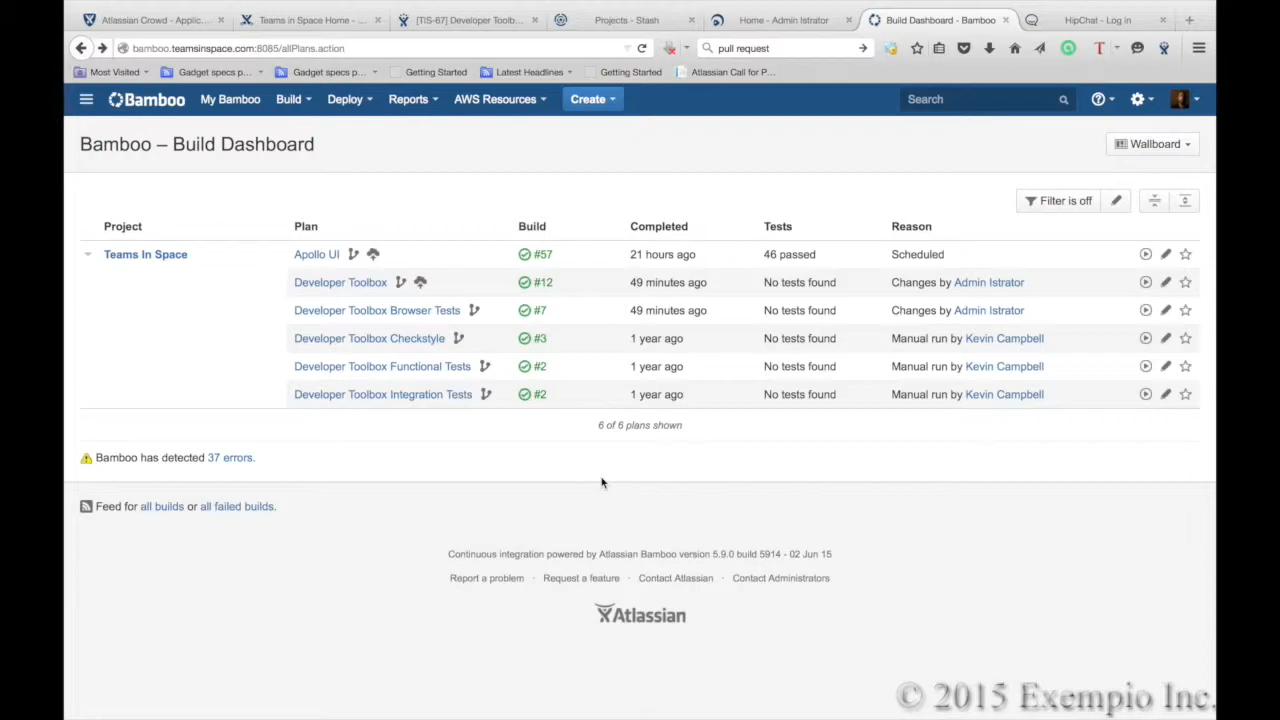 Atlassian Crowd - Applic...
Teams in Space Home - ...
[TIS-67] Developer Toolb...
Projects - Stash
Home - Admin Istrator
Build Dashboard - Bamboo
HipChat - Log in
bamboo.teamsinspace.com:8085/allPlans.action
pull request
Most Visited
Gadget specs p...
Gadget specs p...
Getting Started
Latest Headlines
Getting Started
Atlassian Call for P...
Bamboo
My Bamboo
Build
Deploy
Reports
AWS Resources
Create
Search
Bamboo – Build Dashboard
Wallboard
Filter is off
Project Plan Build Completed Tests Reason
Teams In Space Apollo UI #57 21 hours ago 46 passed Scheduled
Developer Toolbox #12 49 minutes ago No tests found Changes by Admin Istrator
Developer Toolbox Browser Tests #7 49 minutes ago No tests found Changes by Admin Istrator
Developer Toolbox Checkstyle #3 1 year ago No tests found Manual run by Kevin Campbell
Developer Toolbox Functional Tests #2 1 year ago No tests found Manual run by Kevin Campbell
Developer Toolbox Integration Tests #2 1 year ago No tests found Manual run by Kevin Campbell
6 of 6 plans shown
Bamboo has detected 37 errors.
Feed for all builds or all failed builds.
Continuous integration powered by Atlassian Bamboo version 5.9.0 build 5914 - 02 Jun 15
Report a problem · Request a feature · Contact Atlassian · Contact Administrators
Atlassian
© 2015 Exempio Inc.